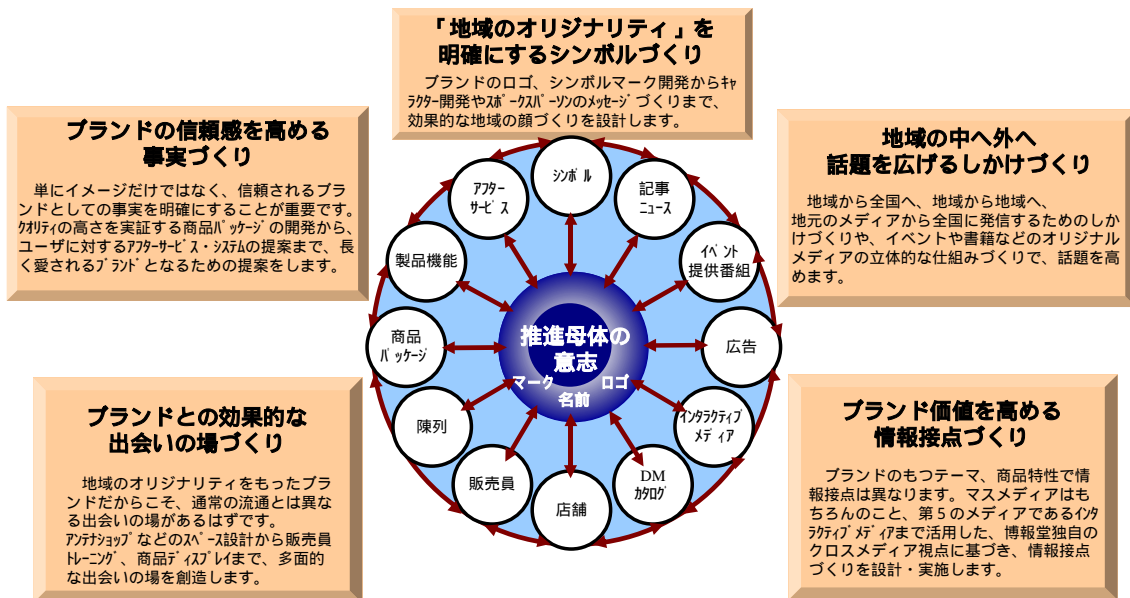 「地域のオリジナリティ」を
明確にするシンボルづくり
ブランドのロゴ、シンボルマーク開発からｷｬ
ﾗｸﾀｰ開発やｽﾎﾟｰｸｽﾊﾟｰｿﾝのﾒｯｾｰｼﾞづくりまで、
効果的な地域の顔づくりを設計します。
ブランドの信頼感を高める
事実づくり
単にイメージだけではなく、信頼されるブラ
ンドとしての事実を明確にすることが重要です。
ｸｵﾘﾃｨの高さを実証する商品ﾊﾟｯｹｰｼﾞの開発から、
ユーザに対するｱﾌﾀｰｻｰﾋﾞｽ・ｼｽﾃﾑの提案まで、長
く愛されるﾌﾞﾗﾝﾄﾞとなるための提案をします。
地域の中へ外へ
話題を広げるしかけづくり
地域から全国へ、地域から地域へ、
地元のメディアから全国に発信するためのしか
けづくりや、イベントや書籍などのオリジナル
メディアの立体的な仕組みづくりで、話題を高
めます。
シンボﾞル
記事
ﾆｭｰｽ
ｲﾍﾞﾝﾄ
提供番組
広告
ｲﾝﾀﾗｸﾃｨﾌﾞ
ﾒﾃﾞｨｱ
DM
ｶﾀﾛｸﾞ
店舗
販売員
陳列
商品
ﾊﾟｯｹｰｼﾞ
製品機能
ｱﾌﾀｰ
ｻｰﾋﾞｽ
推進母体の
意志
マーク
ロゴ
名前
ブランドとの効果的な
出会いの場づくり
地域のオリジナリティをもったブ
ランドだからこそ、通常の流通とは異な
る出会いの場があるはずです。
ｱﾝﾃﾅｼｮｯﾌﾟなどのｽﾍﾟｰｽ設計から販売員
ﾄﾚｰﾆﾝｸﾞ、商品ﾃﾞｨｽﾌﾟﾚｲまで、多面的
な出会いの場を創造します。
ブランド価値を高める
情報接点づくり
ブランドのもつテーマ、商品特性で情
報接点は異なります。マスメディアはも
ちろんのこと、第５のメディアであるｲﾝﾀ
ﾗｸﾃｨﾌﾞﾒﾃﾞｨｱまで活用した、博報堂独自の
クロスメディア視点に基づき、情報接点
づくりを設計・実施します。